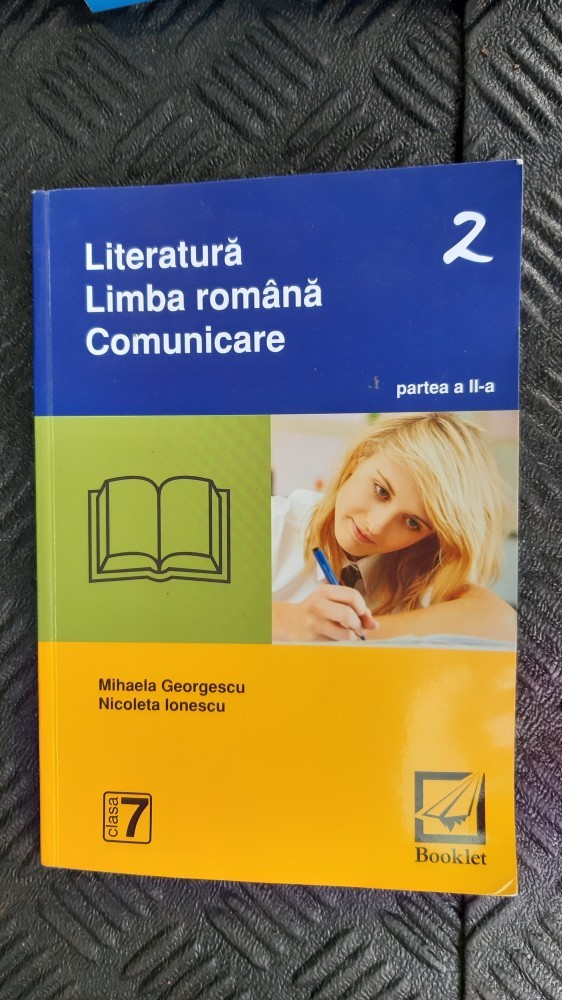 2
Literatură
Limba română
Comunicare
partea a II-a
Mihaela Georgescu
Nicoleta Ionescu
clasa 7
Booklet